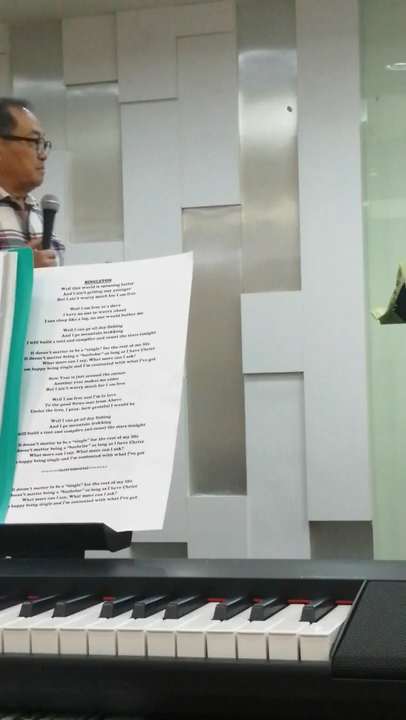 SINGLETON
Well this world is spinning faster
And I ain't getting any younger
But I ain't worry much for I am free
Well I am free as a dove
I have no one to worry about
I can sleep like a log, no one would bother me
Well I can go all day fishing
And I go mountain trekking
I will build a tent and campfire and count the stars tonight
It doesn't matter to be a "single" for the rest of my life
It doesn't matter being a "bachelor" as long as I have Christ
What more can I say, What more can I ask?
am happy being single and I'm contented with what I've got
New Year is just around the corner
Another year makes me older
But I ain't worry much for I am free
Well I am free and I'm in love
To the good News sent from Above
Under the tree, I pray, how grateful I would be
Well I can go all day fishing
And I go mountain trekking
will build a tent and campfire and count the stars tonight
doesn't matter to be a "single" for the rest of my life
doesn't matter being a "bachelor" as long as I have Christ
What more can I say, What more can I ask?
happy being single and I'm contented with what I've got
(instrumental)
doesn't matter to be a "single" for the rest of my life
doesn't matter being a "bachelor" as long as I have Christ
What more can I say, What more can I ask?
happy being single and I'm contented with what I've got